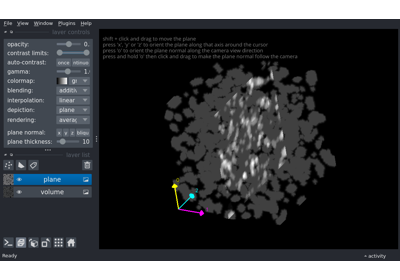 File View Window Plugins Help
layer controls
opacity: 0.
contrast limits:
auto-contrast: once
gamma: 1.
colormap:
blending:
interpolation: linear
depiction: plane
rendering:
plane normal: x y z
plane thickness: 10
layer list
plane
volume
Ready
shift + click and drag to move the plane
press 'x', 'y' or 'z' to orient the plane along that axis around the cursor
press 'o' to orient the plane normal along the camera view direction
press and hold 'o' then click and drag to make the plane normal follow the camera
activity